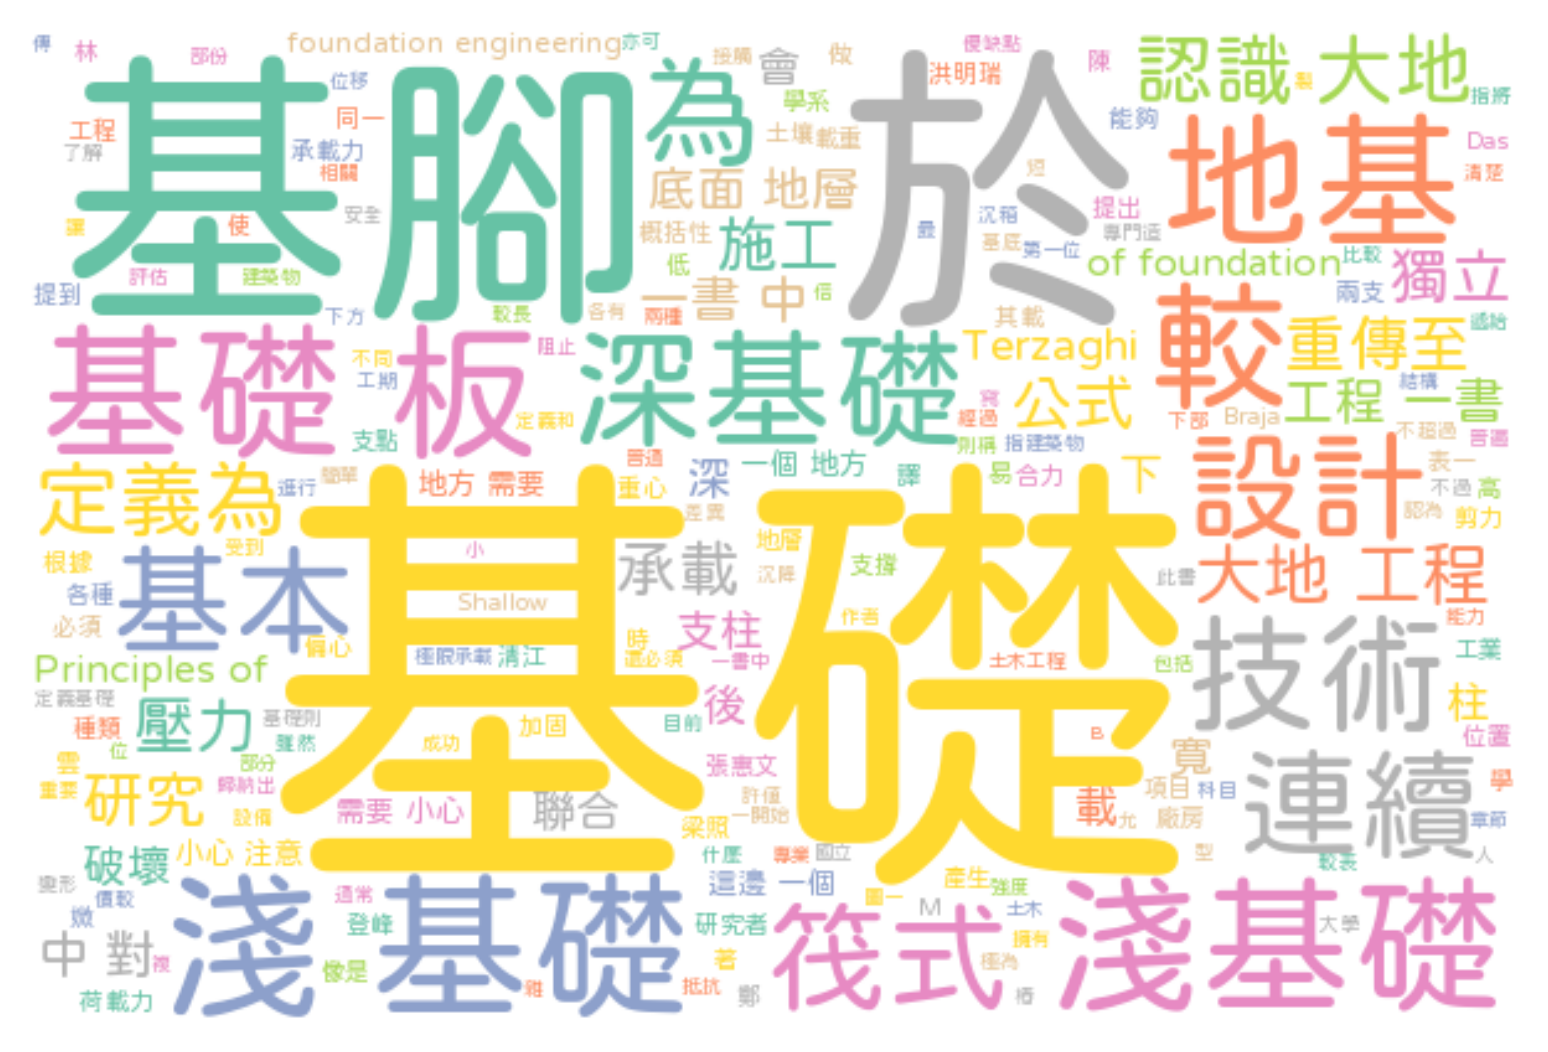 傳
林
部份
foundation engineering
亦可
接觸
會
做
優缺點
陳
認識 大地
指將
工程
了解
同一
位移
承載力
相關
基腳
為
學系
土壤 載重
於
洪明瑞
能夠
地基
Das
清楚
安全
使
評估
建築物
底面 地層
概括性
施工
低
最
沉箱
短
提出
專門造
基底
第一位
of foundation
比較
獨立
提到
下方
較長
各有
兩種
一書 中
倍
其載
兩支
較
重傳至
基礎 板
不同
工期
支點
阻止
定義和
深基礎
Terzaghi
公式
經過
則稱
指建築物
下部
Braja
結構
工程 一書
不超過
普遍
定義為
進行
簡單
受到
地方 需要
普通
重心
差異
深
一個 地方
譯
易
合力
下
設計
表一
不過
高
認為
剪力
根據
各種
必須
基本
偏心
小
Shallow
極限承載
清江
基礎
承載
地層
沉陷
支撐
支柱
時
還必須
一書中
作者
土木工程
此書
包括
大地 工程
能力
工業
技術
Principles of
定義基礎
種類
位
壓力
基礎則
雖然
部分
歸納出
雲
重要
研究
設備
成功
加固
目前
後
張惠文
B
寬
項目
科目
柱
位置
學
需要 小心
聯合
許值
一開始
梁照
載
允
廠房
連續
章節
破壞
小心 注意
變形
價較
通常
什麼
專業
國立
這邊 一個
產生
強度
圖一
型
較長
人
中 對
荷載力
淺基礎
登峰
像是
研究者
抵抗
著
鄭
筏式
M
土木
擁有
極為
樁
淺基礎
大學